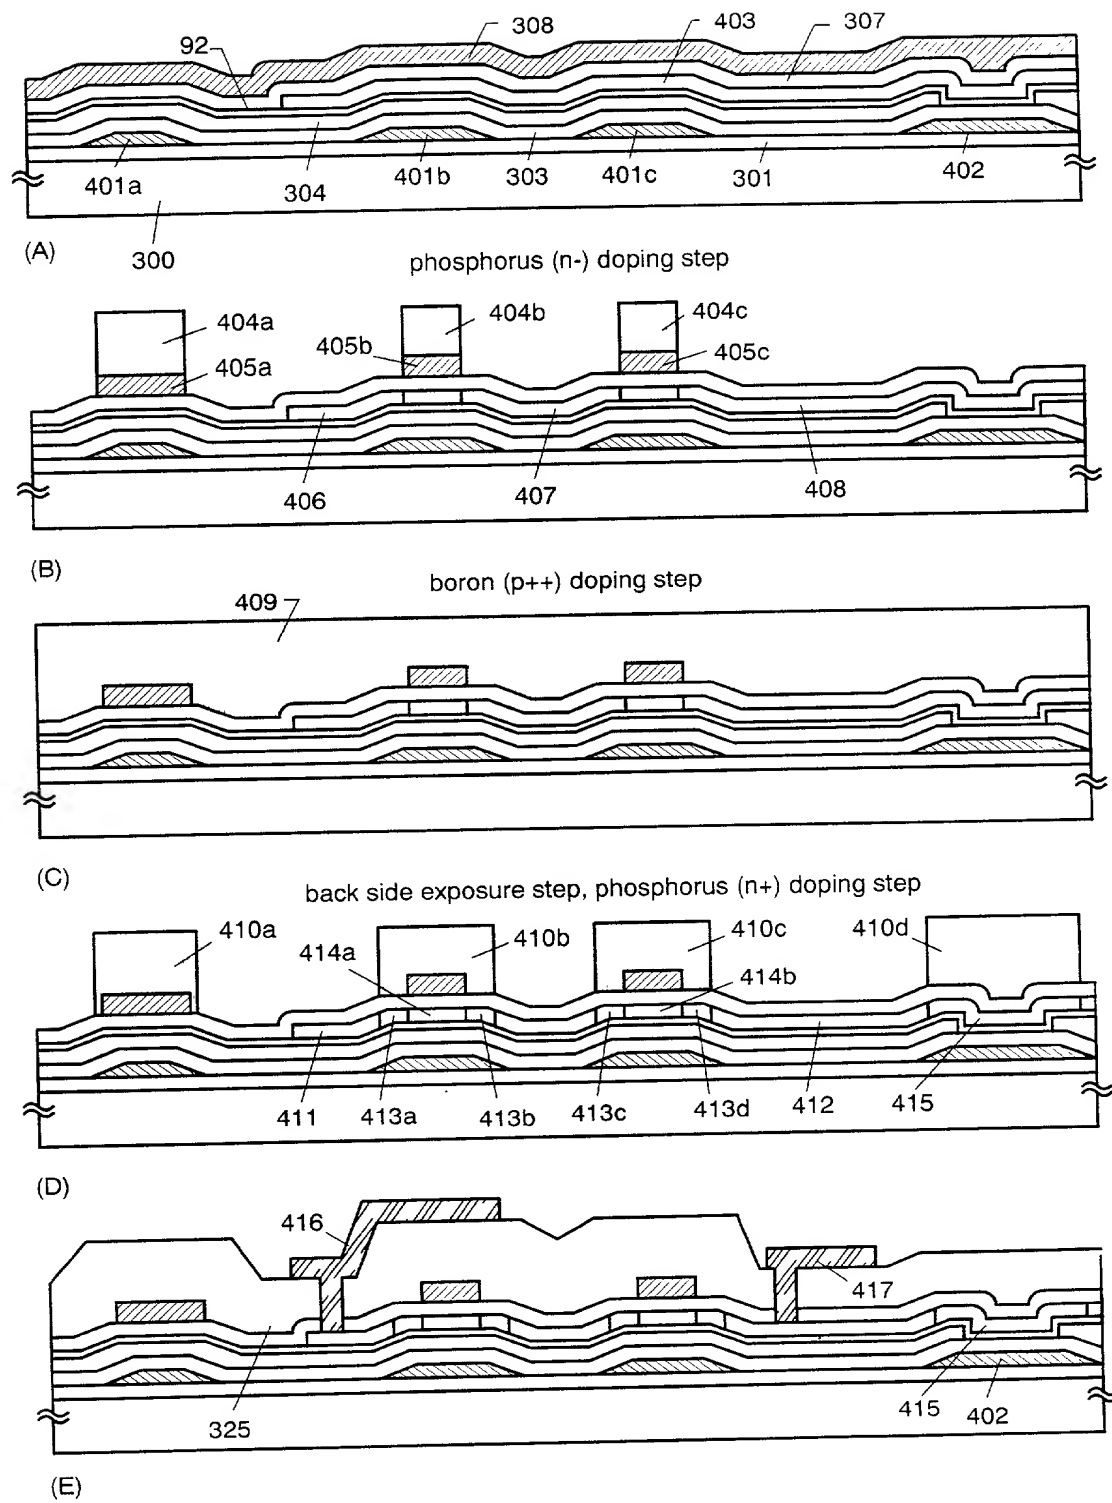 308
403
307
92
401a
304
401b
303
401c
301
402
300
(A)
phosphorus (n-) doping step
404a
404b
404c
405a
405b
405c
406
407
408
(B)
boron (p++) doping step
409
(C)
back side exposure step, phosphorus (n+) doping step
410a
414a
410b
410c
414b
410d
411
413a
413b
413c
413d
412
415
(D)
416
417
325
415
402
(E)